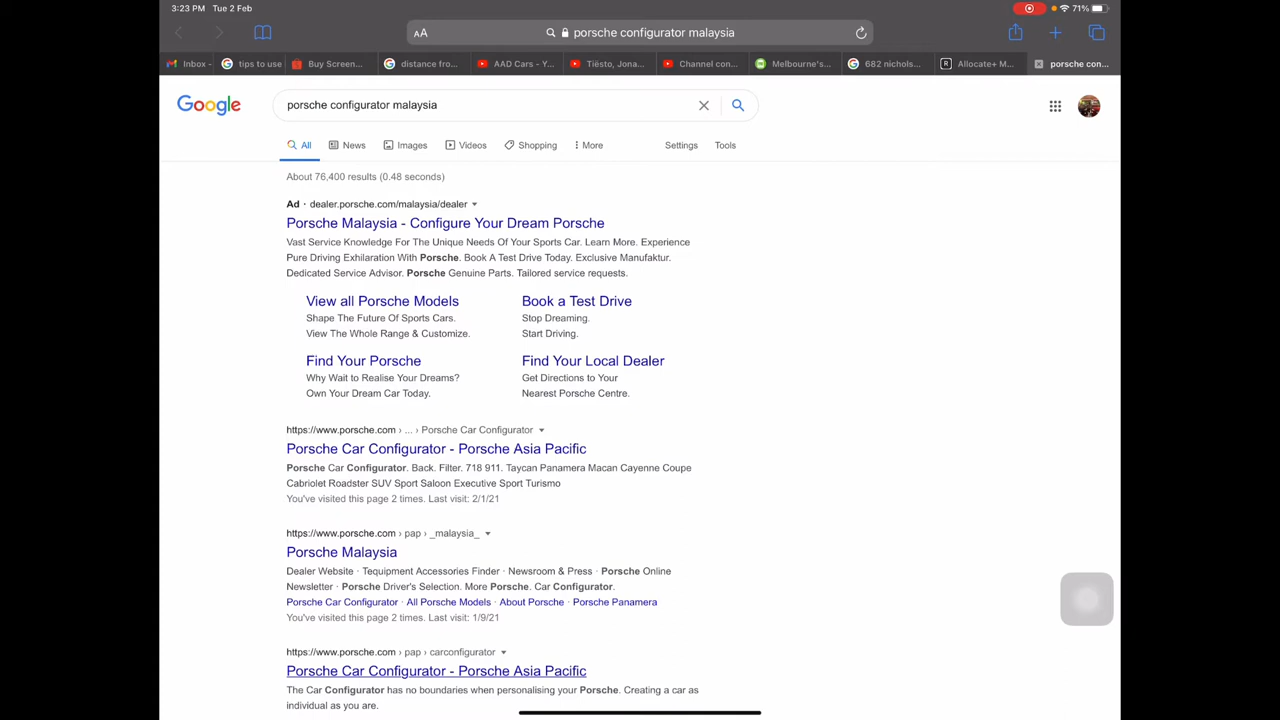 3:23 PM Tue 2 Feb
71%
AA
porsche configurator malaysia
Inbox -
tips to use
Buy Screen...
distance fro...
AAD Cars - Y...
Tiësto, Jona...
Channel con...
Melbourne's...
682 nichols...
Allocate+ M...
porsche con...
Google
porsche configurator malaysia
All
News
Images
Videos
Shopping
More
Settings
Tools
About 76,400 results (0.48 seconds)
Ad · dealer.porsche.com/malaysia/dealer
Porsche Malaysia - Configure Your Dream Porsche
Vast Service Knowledge For The Unique Needs Of Your Sports Car. Learn More. Experience
Pure Driving Exhilaration With Porsche. Book A Test Drive Today. Exclusive Manufaktur.
Dedicated Service Advisor. Porsche Genuine Parts. Tailored service requests.
View all Porsche Models
Shape The Future Of Sports Cars.
View The Whole Range & Customize.
Book a Test Drive
Stop Dreaming.
Start Driving.
Find Your Porsche
Why Wait to Realise Your Dreams?
Own Your Dream Car Today.
Find Your Local Dealer
Get Directions to Your
Nearest Porsche Centre.
https://www.porsche.com › ... › Porsche Car Configurator
Porsche Car Configurator - Porsche Asia Pacific
Porsche Car Configurator. Back. Filter. 718 911. Taycan Panamera Macan Cayenne Coupe
Cabriolet Roadster SUV Sport Saloon Executive Sport Turismo
You've visited this page 2 times. Last visit: 2/1/21
https://www.porsche.com › pap › _malaysia_
Porsche Malaysia
Dealer Website · Tequipment Accessories Finder · Newsroom & Press · Porsche Online
Newsletter · Porsche Driver's Selection. More Porsche. Car Configurator.
Porsche Car Configurator · All Porsche Models · About Porsche · Porsche Panamera
You've visited this page 2 times. Last visit: 1/9/21
https://www.porsche.com › pap › carconfigurator
Porsche Car Configurator - Porsche Asia Pacific
The Car Configurator has no boundaries when personalising your Porsche. Creating a car as
individual as you are.